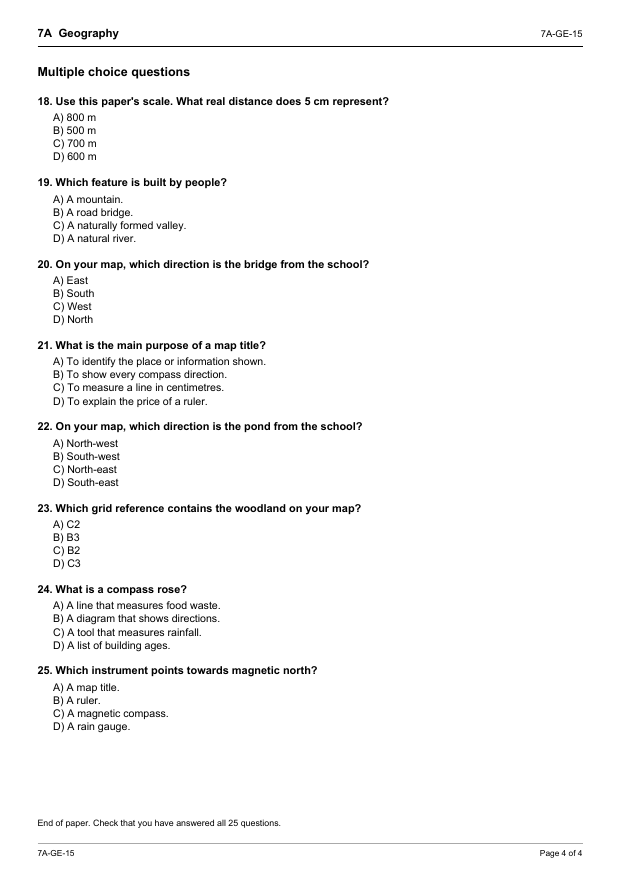 7A Geography
7A-GE-15
Multiple choice questions
18. Use this paper's scale. What real distance does 5 cm represent?
A) 800 m
B) 500 m
C) 700 m
D) 600 m
19. Which feature is built by people?
A) A mountain.
B) A road bridge.
C) A naturally formed valley.
D) A natural river.
20. On your map, which direction is the bridge from the school?
A) East
B) South
C) West
D) North
21. What is the main purpose of a map title?
A) To identify the place or information shown.
B) To show every compass direction.
C) To measure a line in centimetres.
D) To explain the price of a ruler.
22. On your map, which direction is the pond from the school?
A) North-west
B) South-west
C) North-east
D) South-east
23. Which grid reference contains the woodland on your map?
A) C2
B) B3
C) B2
D) C3
24. What is a compass rose?
A) A line that measures food waste.
B) A diagram that shows directions.
C) A tool that measures rainfall.
D) A list of building ages.
25. Which instrument points towards magnetic north?
A) A map title.
B) A ruler.
C) A magnetic compass.
D) A rain gauge.
End of paper. Check that you have answered all 25 questions.
7A-GE-15
Page 4 of 4